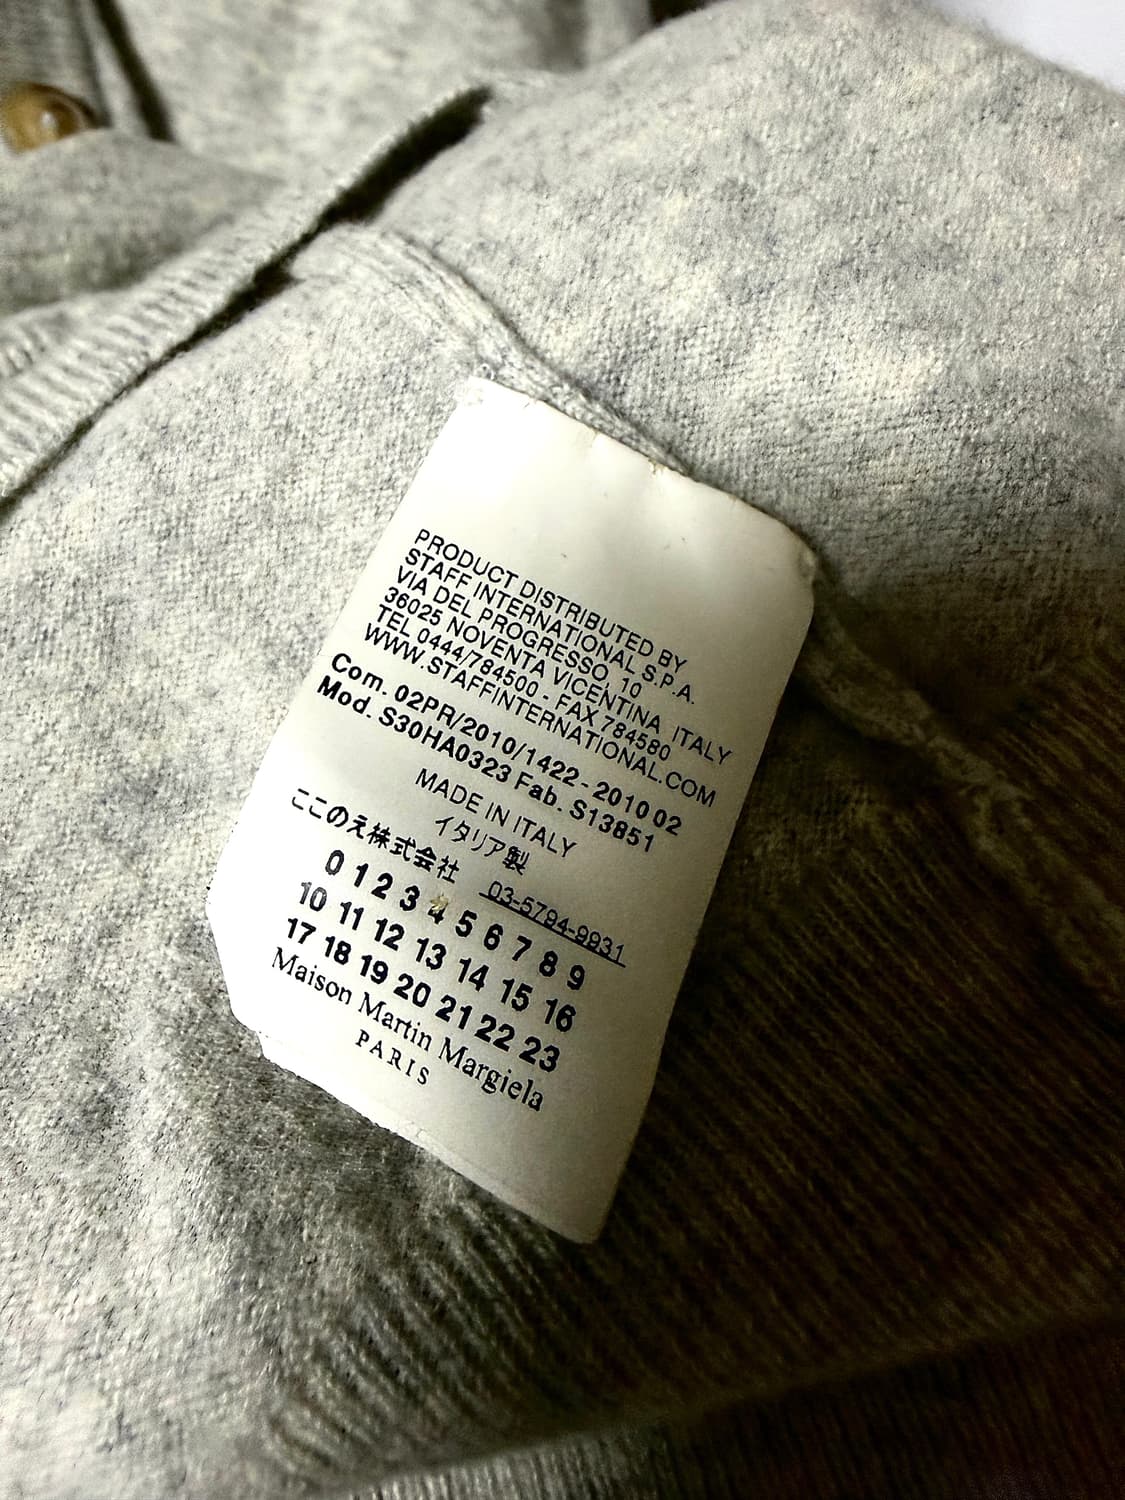 PRODUCT DISTRIBUTED BY
STAFF INTERNATIONAL S.P.A.
VIA DEL PROGRESSO, 10
36025 NOVENTA VICENTINA ITALY
TEL 0444/784500 - FAX 784580
WWW.STAFFINTERNATIONAL.COM
Com. 02PR/2010/1422 - 2010 02
Mod. S30HA0323 Fab. S13851
MADE IN ITALY
イタリア製
ここのえ株式会社 03-5794-9931
0 1 2 3 4 5 6 7 8 9
10 11 12 13 14 15 16
17 18 19 20 21 22 23
Maison Martin Margiela
PARIS